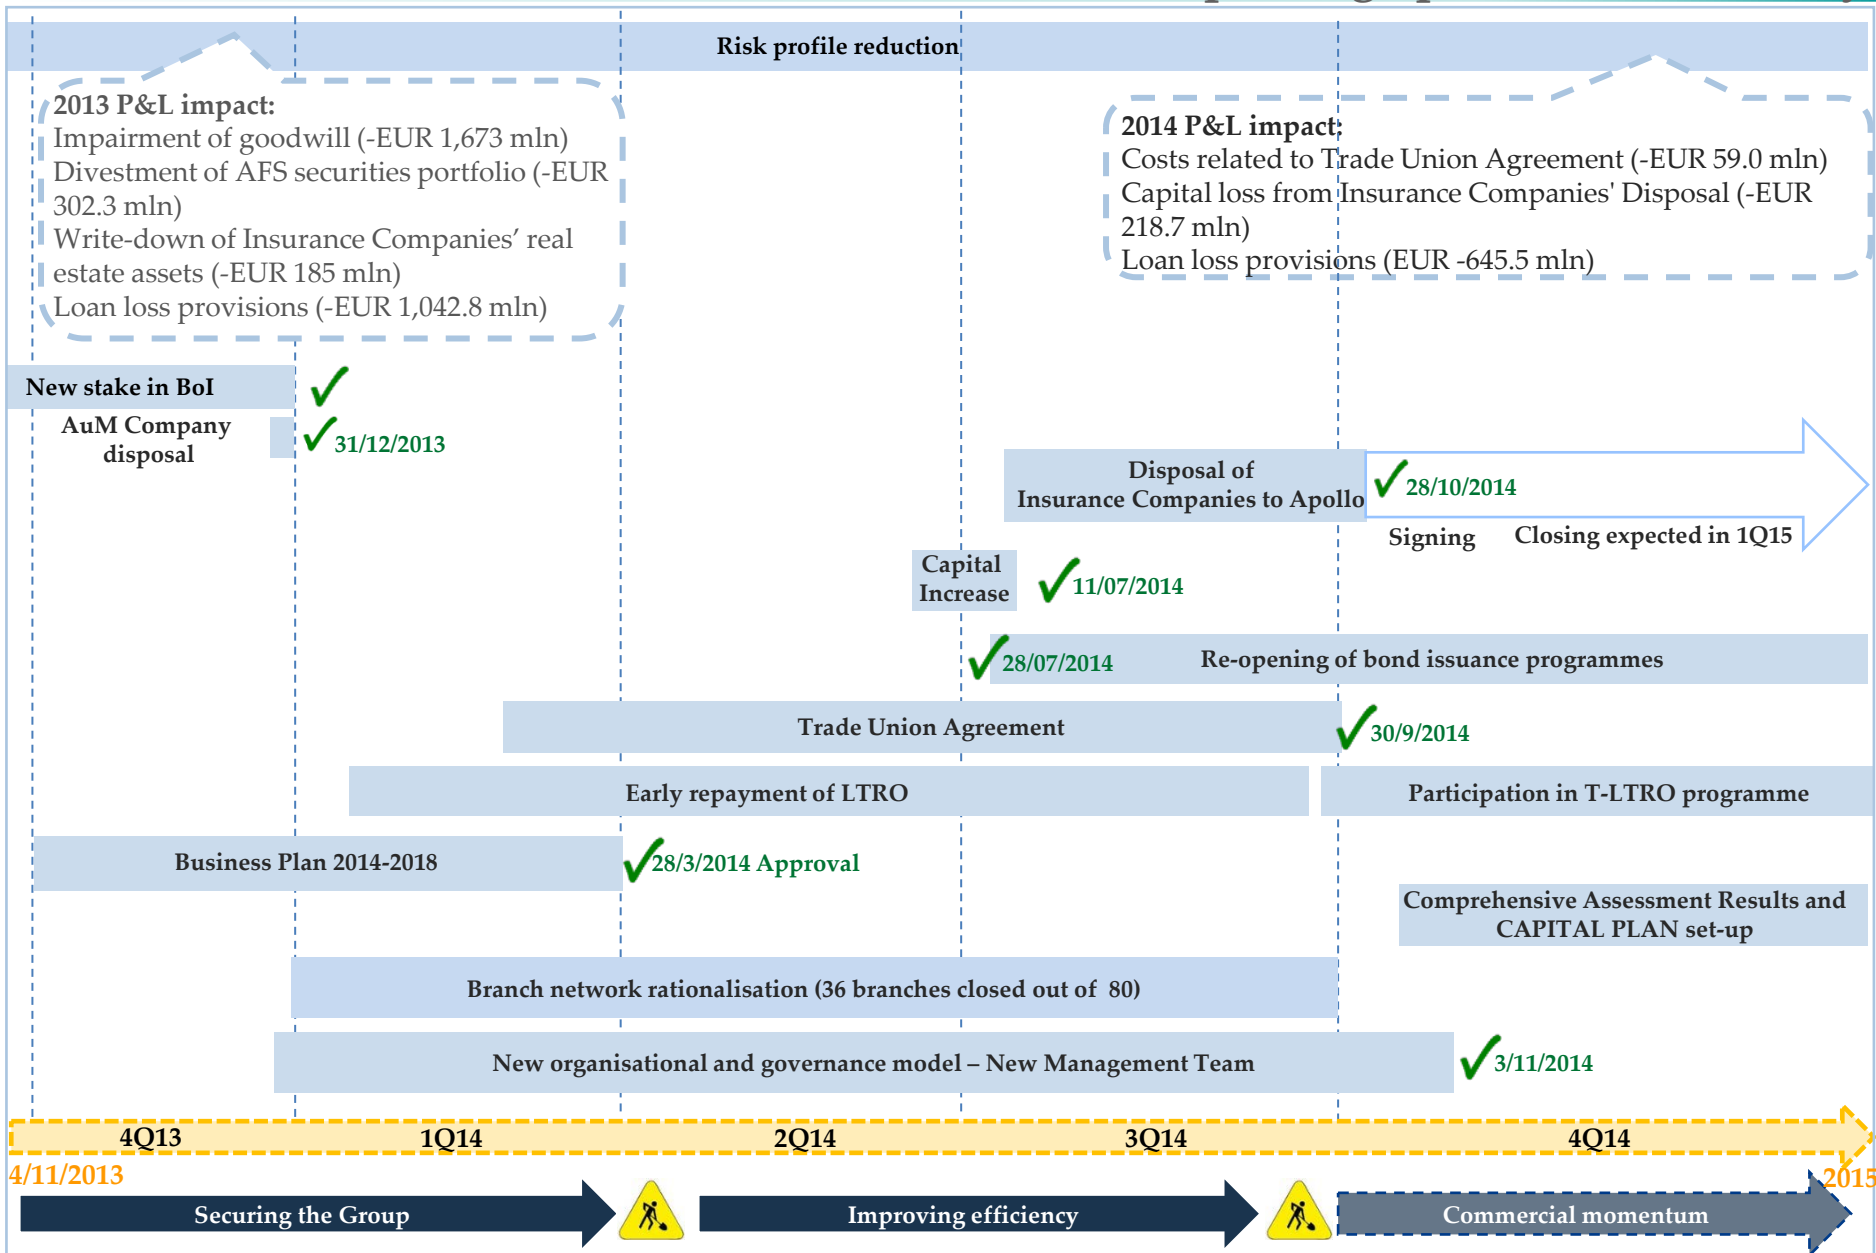 Risk profile reduction
2013 P&L impact:
Impairment of goodwill (-EUR 1,673 mln)
Divestment of AFS securities portfolio (-EUR
302.3 mln)
Write-down of Insurance Companies’ real
estate assets (-EUR 185 mln)
Loan loss provisions (-EUR 1,042.8 mln)
2014 P&L impact:
Costs related to Trade Union Agreement (-EUR 59.0 mln)
Capital loss from Insurance Companies' Disposal (-EUR
218.7 mln)
Loan loss provisions (EUR -645.5 mln)
New stake in BoI
AuM Company
disposal
31/12/2013
Disposal of
Insurance Companies to Apollo
28/10/2014
Signing
Closing expected in 1Q15
Capital
Increase
11/07/2014
28/07/2014
Re-opening of bond issuance programmes
Trade Union Agreement
30/9/2014
Early repayment of LTRO
Participation in T-LTRO programme
Business Plan 2014-2018
28/3/2014 Approval
Comprehensive Assessment Results and
CAPITAL PLAN set-up
Branch network rationalisation (36 branches closed out of 80)
New organisational and governance model – New Management Team
3/11/2014
4Q13
1Q14
2Q14
3Q14
4Q14
4/11/2013
2015
Securing the Group
Improving efficiency
Commercial momentum